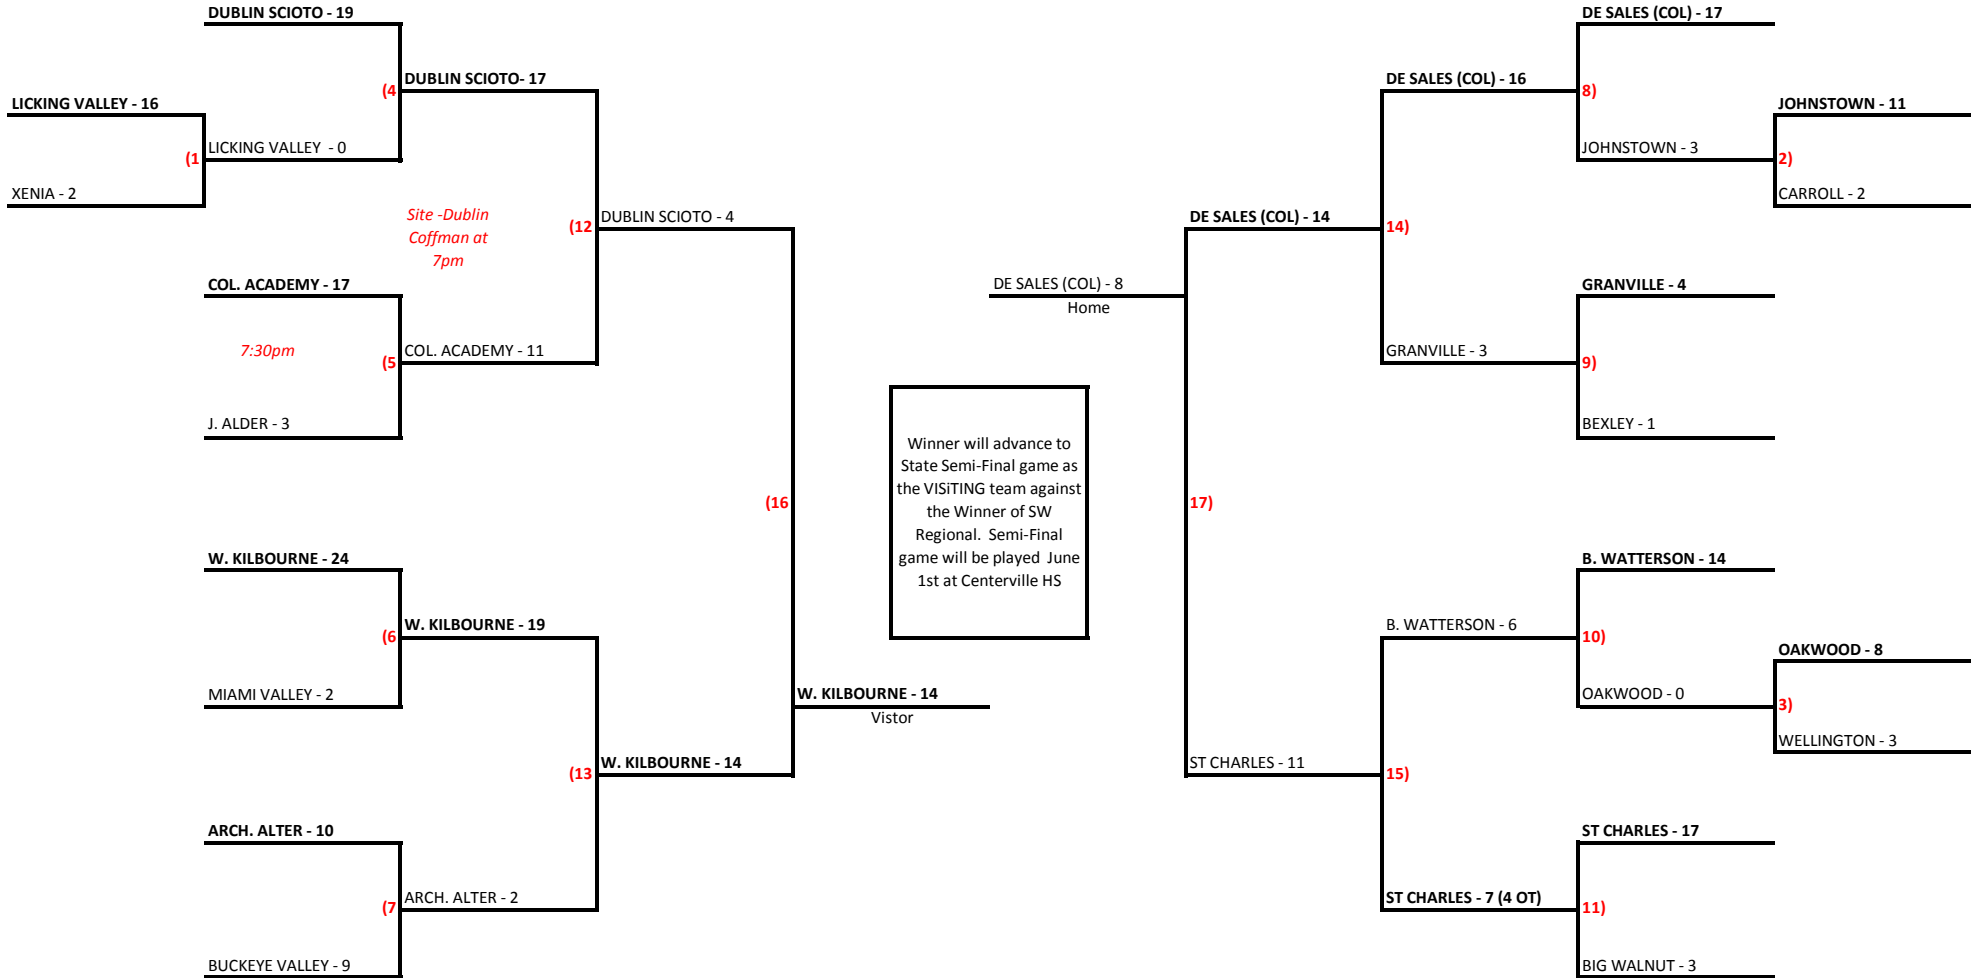 DUBLIN SCIOTO - 19
DE SALES (COL) - 17
DUBLIN SCIOTO- 17
DE SALES (COL) - 16
(4
8)
LICKING VALLEY - 16
JOHNSTOWN - 11
LICKING VALLEY  - 0
JOHNSTOWN - 3
(1
2)
XENIA - 2
CARROLL - 2
Site -Dublin
Coffman at
7pm
(12
DUBLIN SCIOTO - 4
DE SALES (COL) - 14
14)
COL. ACADEMY - 17
DE SALES (COL) - 8
Home
GRANVILLE - 4
7:30pm
(5
COL. ACADEMY - 11
GRANVILLE - 3
9)
J. ALDER - 3
BEXLEY - 1
Winner will advance to
State Semi-Final game as
the VISiTING team against
the Winner of SW
Regional.  Semi-Final
game will be played  June
1st at Centerville HS
(16
17)
W. KILBOURNE - 24
B. WATTERSON - 14
(6
W. KILBOURNE - 19
B. WATTERSON - 6
10)
OAKWOOD - 8
MIAMI VALLEY - 2
W. KILBOURNE - 14
Vistor
OAKWOOD - 0
3)
WELLINGTON - 3
(13
W. KILBOURNE - 14
ST CHARLES - 11
15)
ARCH. ALTER - 10
ST CHARLES - 17
(7
ARCH. ALTER - 2
ST CHARLES - 7 (4 OT)
11)
BUCKEYE VALLEY - 9
BIG WALNUT - 3